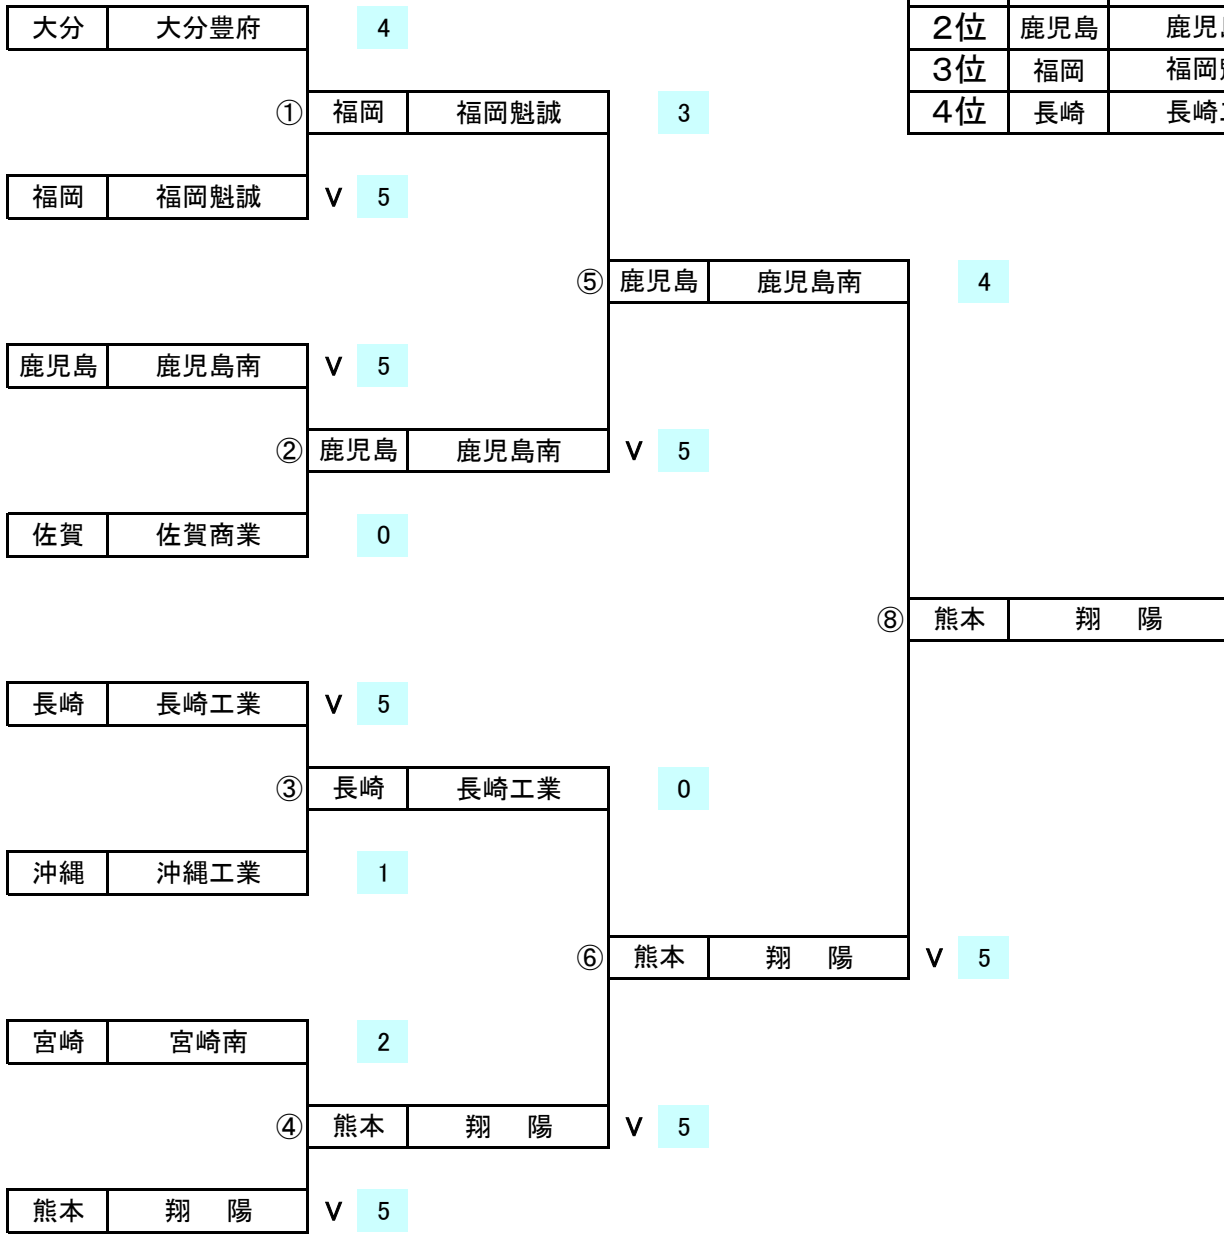 大分 大分豊府 4 2位 鹿児島 鹿児
3位 福岡 福岡
① 福岡 福岡魁誠 3 4位 長崎 長崎
福岡 福岡魁誠 V 5
⑤ 鹿児島 鹿児島南 4
鹿児島 鹿児島南 V 5
② 鹿児島 鹿児島南 V 5
佐賀 佐賀商業 0
⑧ 熊本 翔 陽
長崎 長崎工業 V 5
③ 長崎 長崎工業 0
沖縄 沖縄工業 1
⑥ 熊本 翔 陽 V 5
宮崎 宮崎南 2
④ 熊本 翔 陽 V 5
熊本 翔 陽 V 5